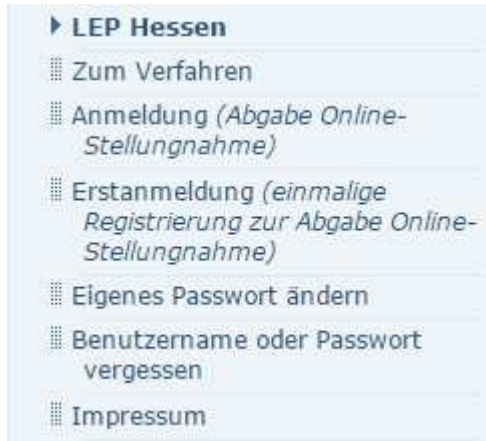 LEP Hessen
Zum Verfahren
Anmeldung (Abgabe Online-
Stellungnahme)
Erstanmeldung (einmalige
Registrierung zur Abgabe Online-
Stellungnahme)
Eigenes Passwort ändern
Benutzername oder Passwort
vergessen
Impressum